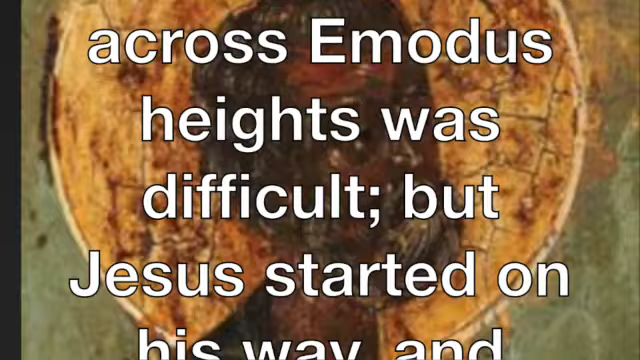 across Emodus
heights was
difficult; but
Jesus started on
his way, and